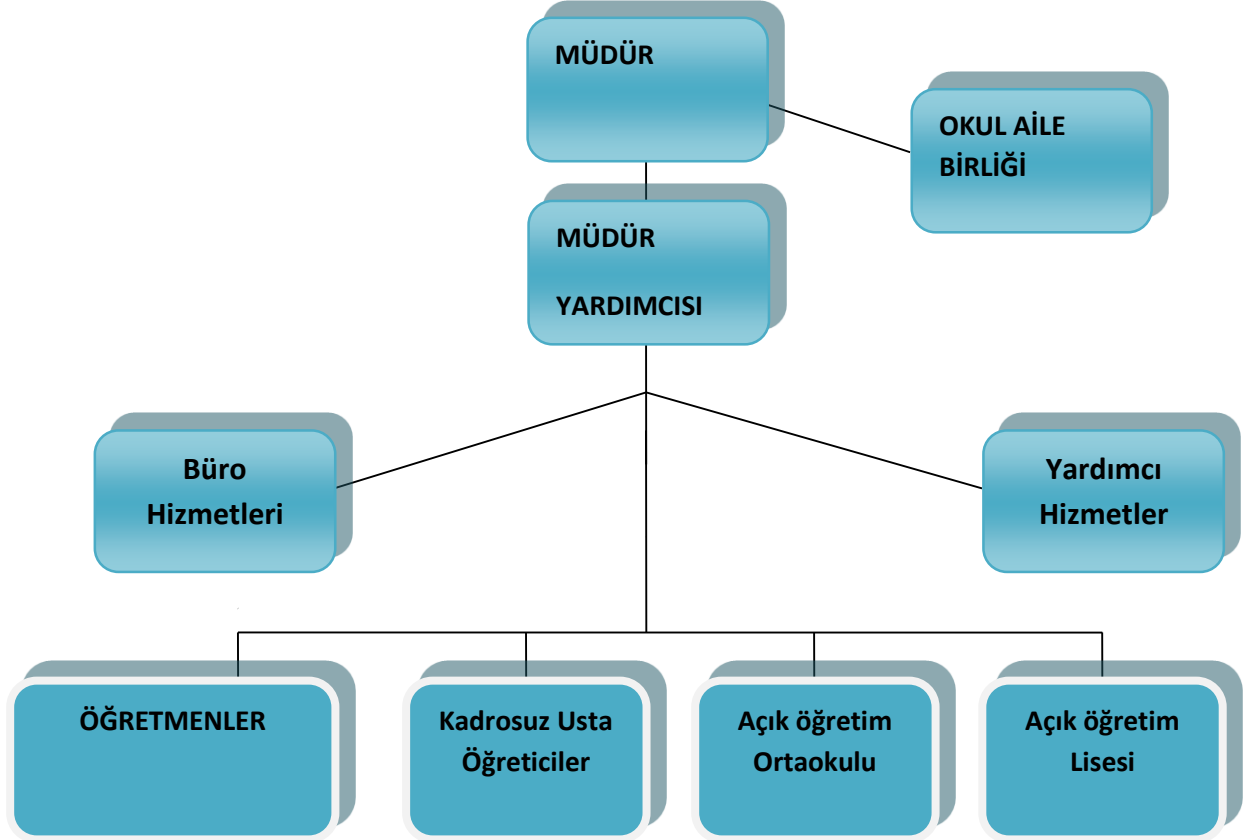 MÜDÜR
OKUL AİLE
BİRLİĞİ
MÜDÜR
YARDIMCISI
Büro
Hizmetleri
Yardımcı
Hizmetler
ÖĞRETMENLER
Kadrosuz Usta
Öğreticiler
Açık öğretim
Ortaokulu
Açık öğretim
Lisesi